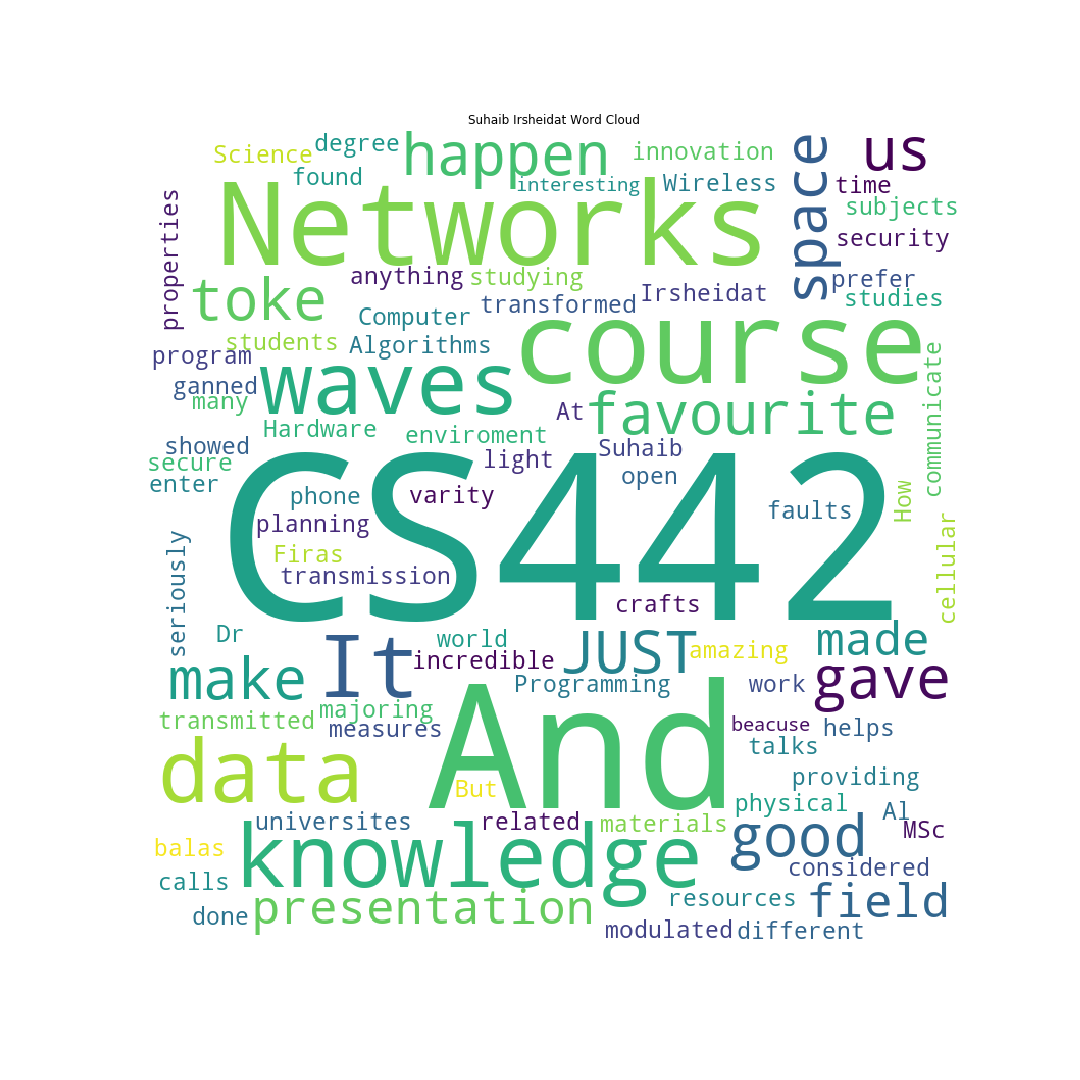 Suhaib Irsheidat Word Cloud
degree
happen
innovation
space
us
Science
found
interesting
Wireless
time
properties
Networks
subjects
security
anything
studying
toke
transformed
Irsheidat
prefer
studies
Computer
students
Algorithms
course
communicate
program
waves
ganned
many
At
favourite
Hardware
enviroment
showed
Suhaib
secure
light
open
enter
phone
varity
CS442
How
faults
planning
Firas
transmission
cellular
seriously
crafts
Dr
world
It
JUST
amazing
made
incredible
make
Programming
work
gave
majoring
transmitted
measures
And
beacuse
helps
talks
data
But
providing
physical
Al
universites
related
materials
MSc
good
balas
knowledge
considered
calls
resources
field
done
presentation
modulated
different